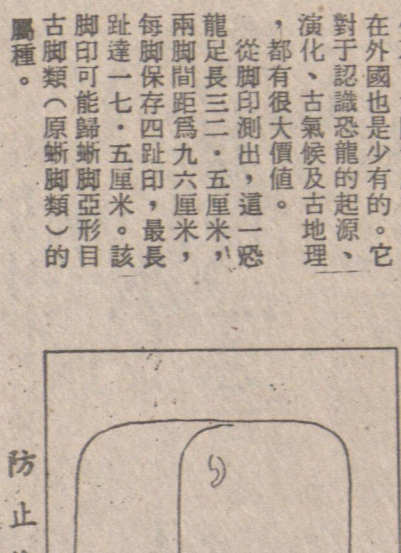 在外國也是少有的。它
對于認識恐龍的起源、
演化、古氣候及古地理
，都有很大價值。
從脚印測出，這一恐
龍足長三二．五厘米，
兩脚間距爲九六厘米，
每脚保存四趾印，最長
趾達一七．五厘米。該
脚印可能歸蜥脚亞形目
古脚類（原蜥脚類）的
屬種。
防止